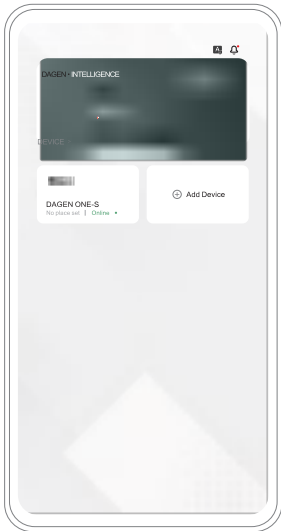 A
DAGEN • INTELLIGENCE
DEVICE
DAGEN ONE-S
No place set | Online •
Add Device